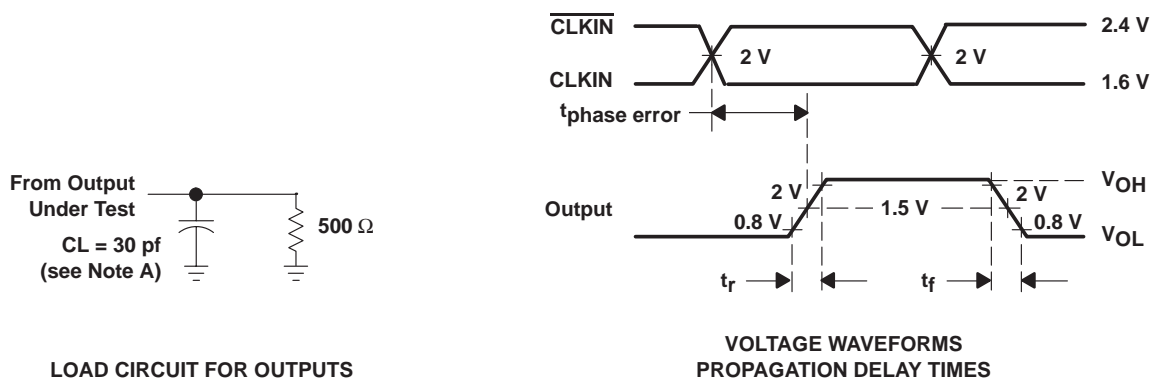 From Output
Under Test
CL = 30 pf
(see Note A)
500 Ω
LOAD CIRCUIT FOR OUTPUTS
CLKIN
2.4 V
2 V
2 V
CLKIN
1.6 V
tphase error
VOH
2 V
2 V
Output
1.5 V
0.8 V
0.8 V
VOL
tr
tf
VOLTAGE WAVEFORMS
PROPAGATION DELAY TIMES